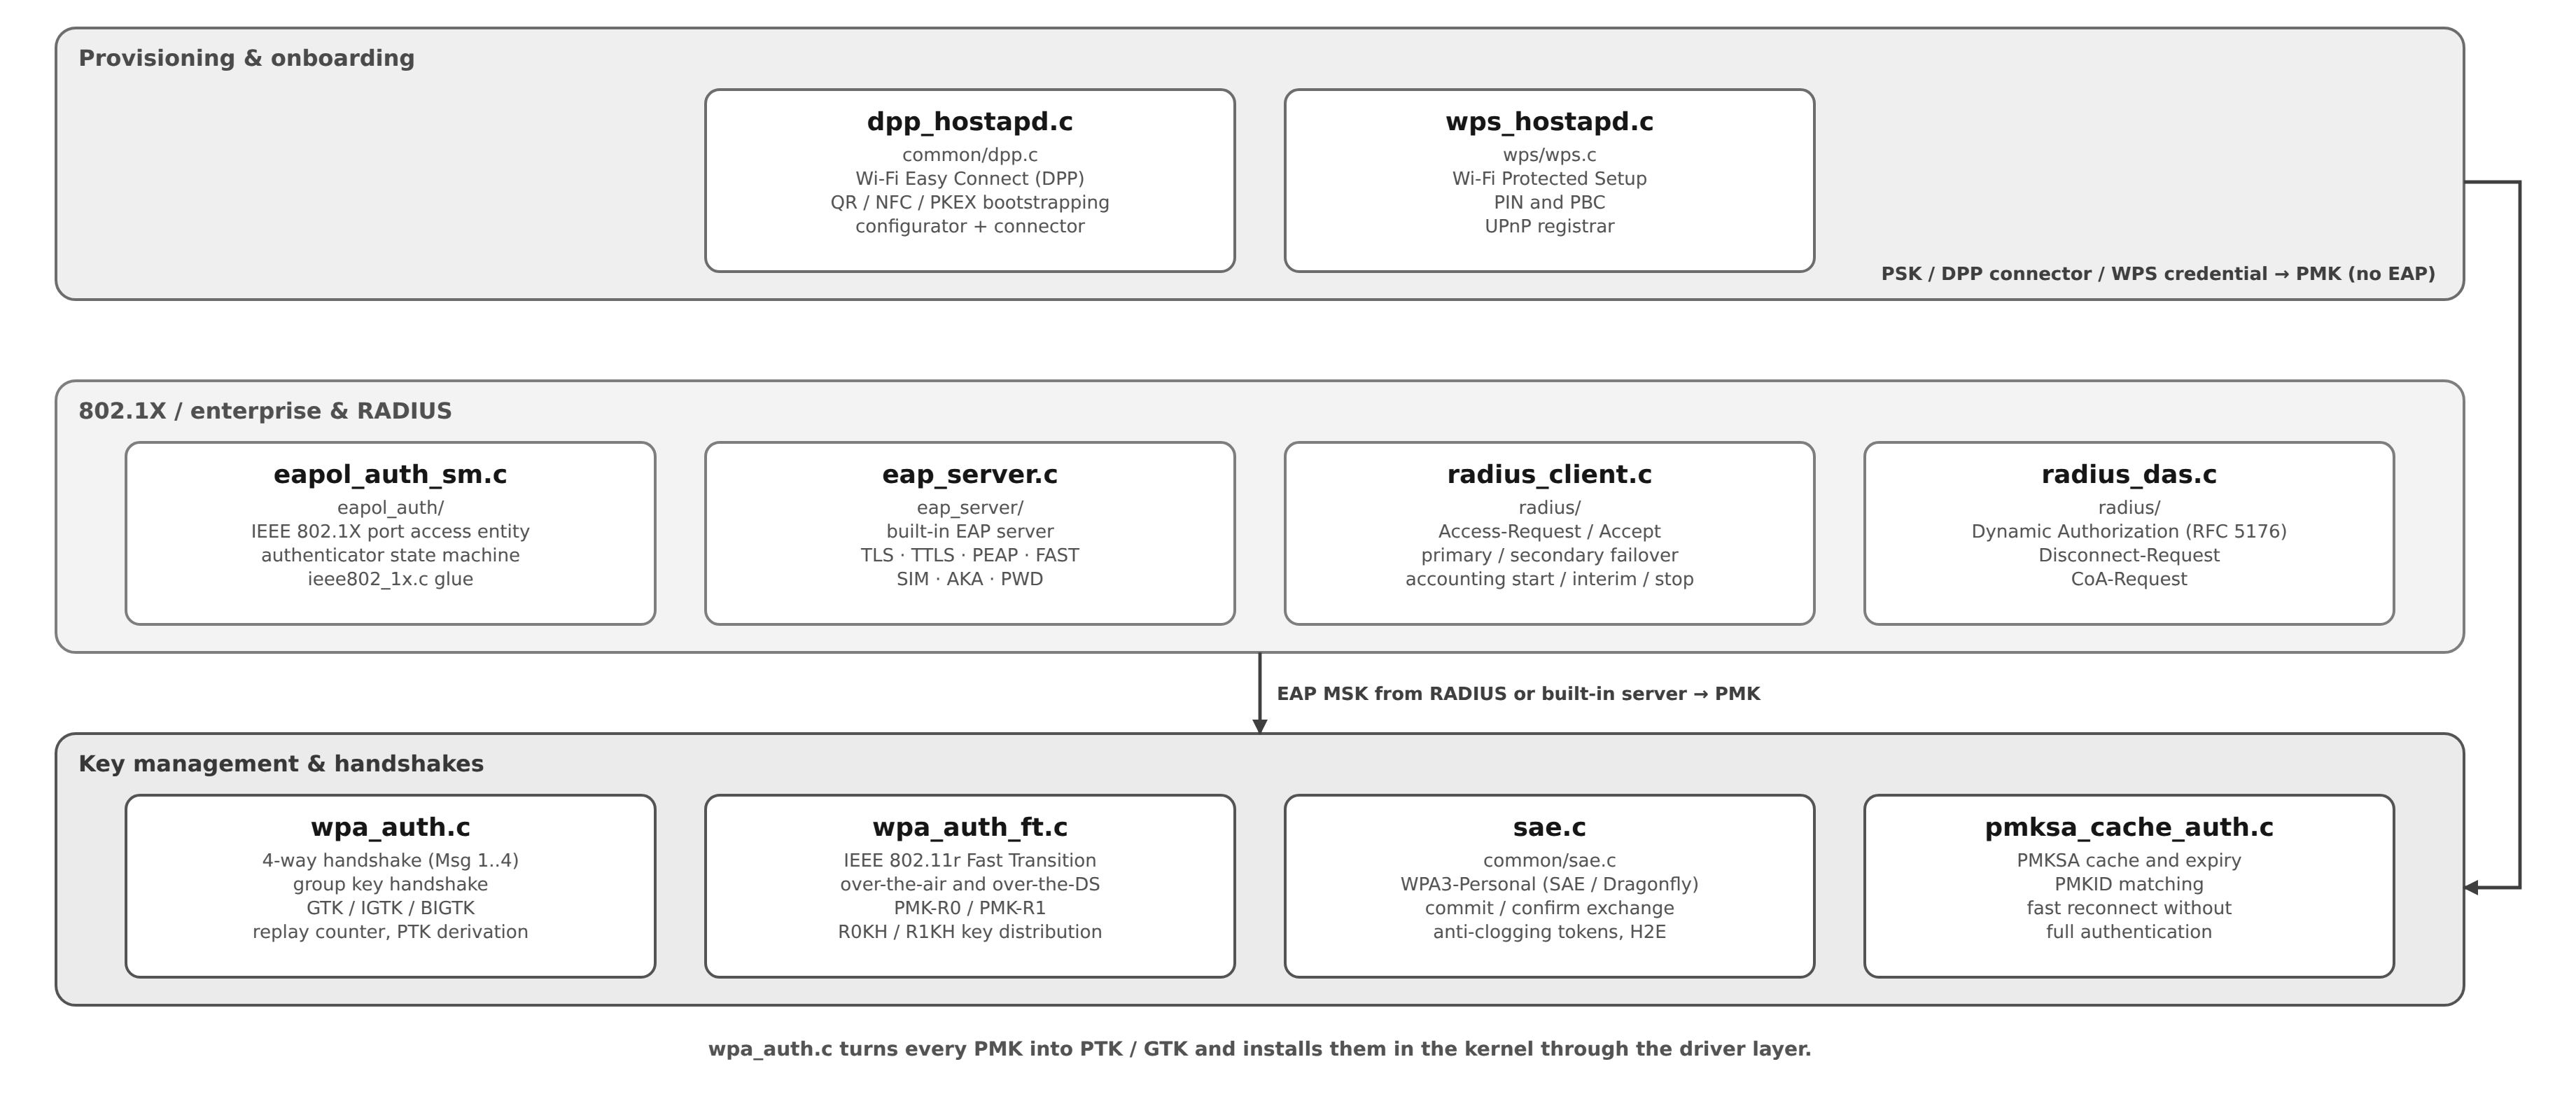 Provisioning & onboarding
dpp_hostapd.c
common/dpp.c
Wi-Fi Easy Connect (DPP)
QR / NFC / PKEX bootstrapping
configurator + connector
wps_hostapd.c
wps/wps.c
Wi-Fi Protected Setup
PIN and PBC
UPnP registrar
PSK / DPP connector / WPS credential → PMK (no EAP)
802.1X / enterprise & RADIUS
eapol_auth_sm.c
eapol_auth/
IEEE 802.1X port access entity
authenticator state machine
ieee802_1x.c glue
eap_server.c
eap_server/
built-in EAP server
TLS · TTLS · PEAP · FAST
SIM · AKA · PWD
radius_client.c
radius/
Access-Request / Accept
primary / secondary failover
accounting start / interim / stop
radius_das.c
radius/
Dynamic Authorization (RFC 5176)
Disconnect-Request
CoA-Request
EAP MSK from RADIUS or built-in server → PMK
Key management & handshakes
wpa_auth.c
4-way handshake (Msg 1..4)
group key handshake
GTK / IGTK / BIGTK
replay counter, PTK derivation
wpa_auth_ft.c
IEEE 802.11r Fast Transition
over-the-air and over-the-DS
PMK-R0 / PMK-R1
R0KH / R1KH key distribution
sae.c
common/sae.c
WPA3-Personal (SAE / Dragonfly)
commit / confirm exchange
anti-clogging tokens, H2E
pmksa_cache_auth.c
PMKSA cache and expiry
PMKID matching
fast reconnect without
full authentication
wpa_auth.c turns every PMK into PTK / GTK and installs them in the kernel through the driver layer.